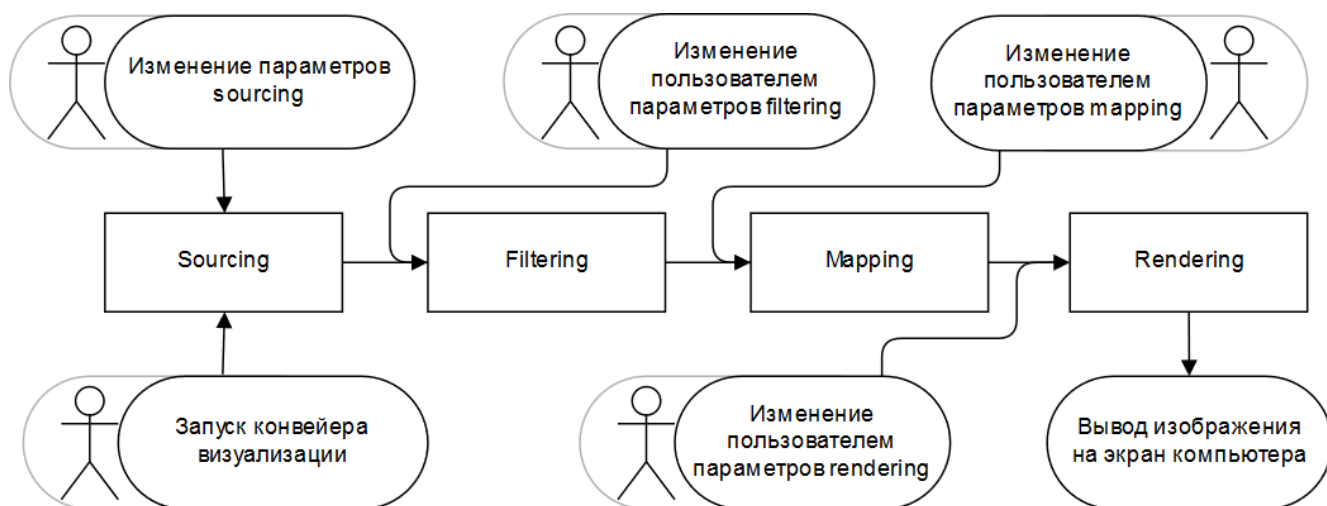 Изменение параметров
sourcing
Изменение
пользователем
параметров filtering
Изменение
пользователем
параметров mapping
Sourcing
Filtering
Mapping
Rendering
Запуск конвейера
визуализации
Изменение
пользователем
параметров rendering
Вывод изображения
на экран компьютера